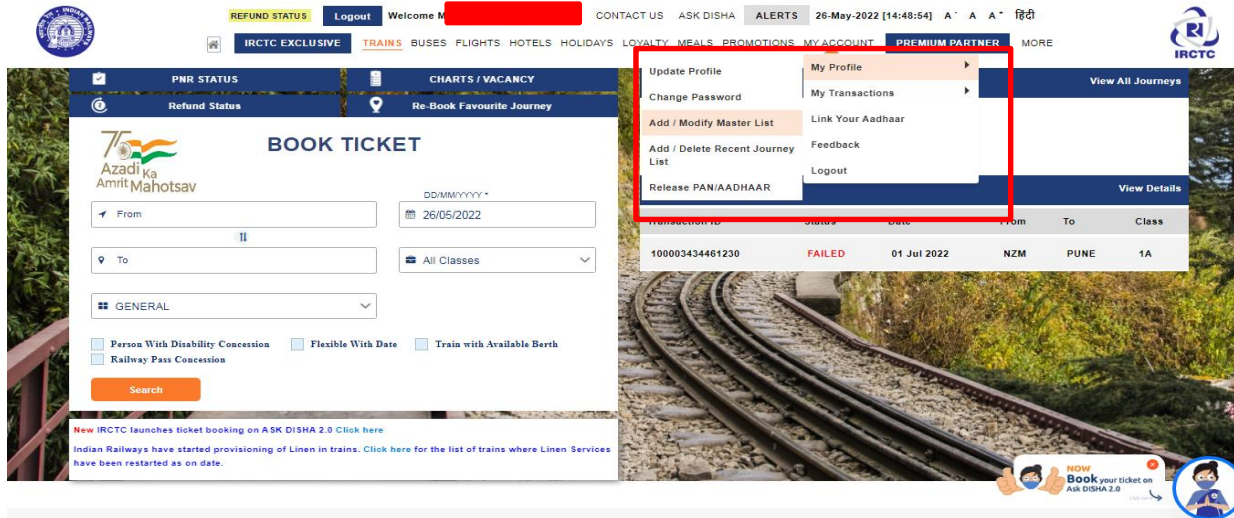 REFUND STATUS Logout Welcome M CONTACT US ASK DISHA ALERTS 26-May-2022 [14:48:54] A- A A+ हिंदी
IRCTC EXCLUSIVE TRAINS BUSES FLIGHTS HOTELS HOLIDAYS LOYALTY MEALS PROMOTIONS MY ACCOUNT PREMIUM PARTNER MORE
INDIAN RAILWAYS
IRCTC
PNR STATUS CHARTS / VACANCY
Refund Status Re-Book Favourite Journey
75
Azadi Ka
Amrit Mahotsav
BOOK TICKET
DD/MM/YYYY *
From 26/05/2022
To All Classes
GENERAL
Person With Disability Concession Flexible With Date Train with Available Berth
Railway Pass Concession
Search
New IRCTC launches ticket booking on ASK DISHA 2.0 Click here
Indian Railways have started provisioning of Linen in trains. Click here for the list of trains where Linen Services
have been restarted as on date.
Update Profile
Change Password
Add / Modify Master List
Add / Delete Recent Journey
List
Release PAN/AADHAAR
My Profile
My Transactions
Link Your Aadhaar
Feedback
Logout
View All Journeys
View Details
Transaction ID Status Date From To Class
100003434461230 FAILED 01 Jul 2022 NZM PUNE 1A
NOW
Book your ticket on
Ask DISHA 2.0